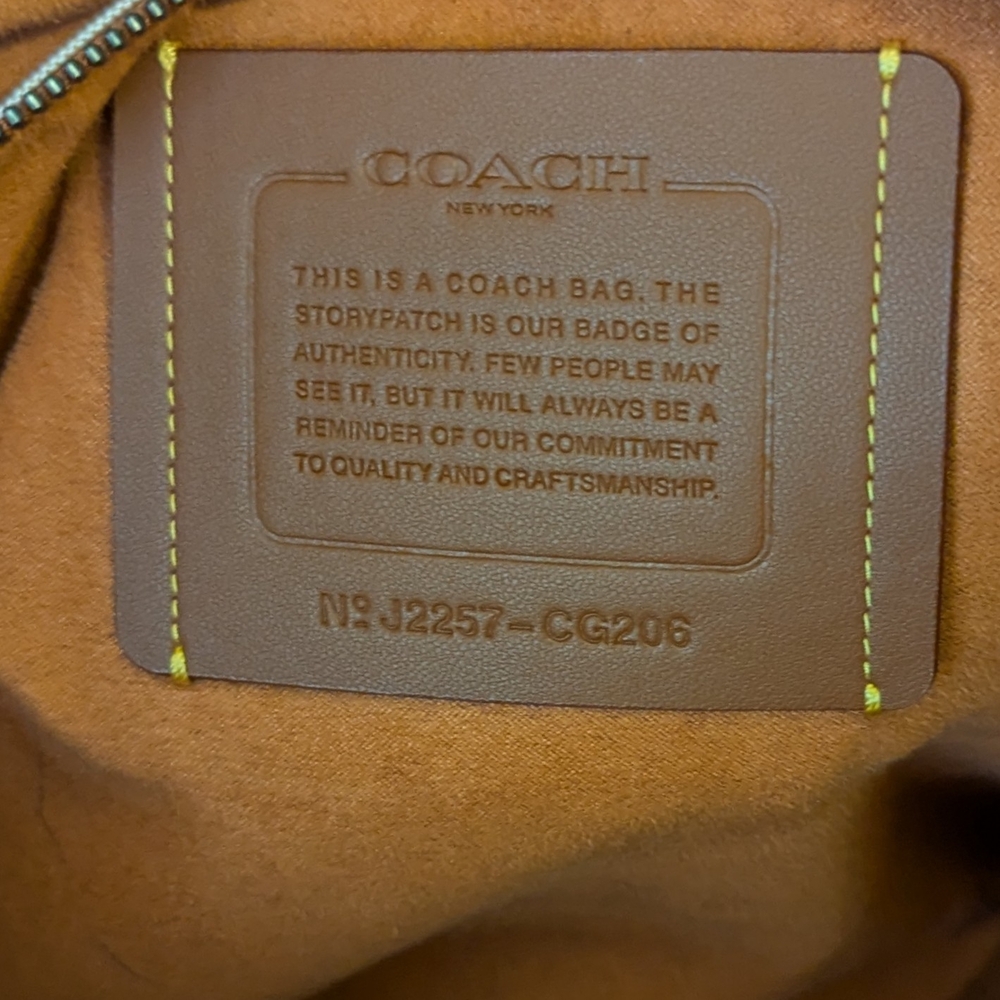 COACH
NEW YORK
THIS IS A COACH BAG. THE
STORYPATCH IS OUR BADGE OF
AUTHENTICITY. FEW PEOPLE MAY
SEE IT, BUT IT WILL ALWAYS BE A
REMINDER OF OUR COMMITMENT
TO QUALITY AND CRAFTSMANSHIP.
Nº J2257-CG206